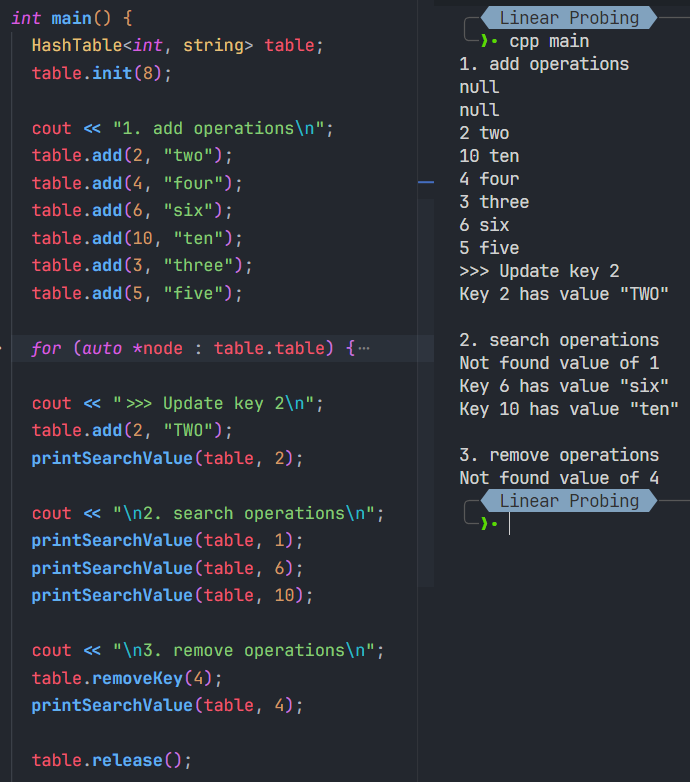 int main() {
HashTable<int, string> table;
table.init(8);
cout << "1. add operations\n";
table.add(2, "two");
table.add(4, "four");
table.add(6, "six");
table.add(10, "ten");
table.add(3, "three");
table.add(5, "five");
for (auto *node : table.table) {⋯
cout << ">>> Update key 2\n";
table.add(2, "TWO");
printSearchValue(table, 2);
cout << "\n2. search operations\n";
printSearchValue(table, 1);
printSearchValue(table, 6);
printSearchValue(table, 10);
cout << "\n3. remove operations\n";
table.removeKey(4);
printSearchValue(table, 4);
table.release();
Linear Probing
cpp main
1. add operations
null
null
2 two
10 ten
4 four
3 three
6 six
5 five
>>> Update key 2
Key 2 has value "TWO"
2. search operations
Not found value of 1
Key 6 has value "six"
Key 10 has value "ten"
3. remove operations
Not found value of 4
Linear Probing